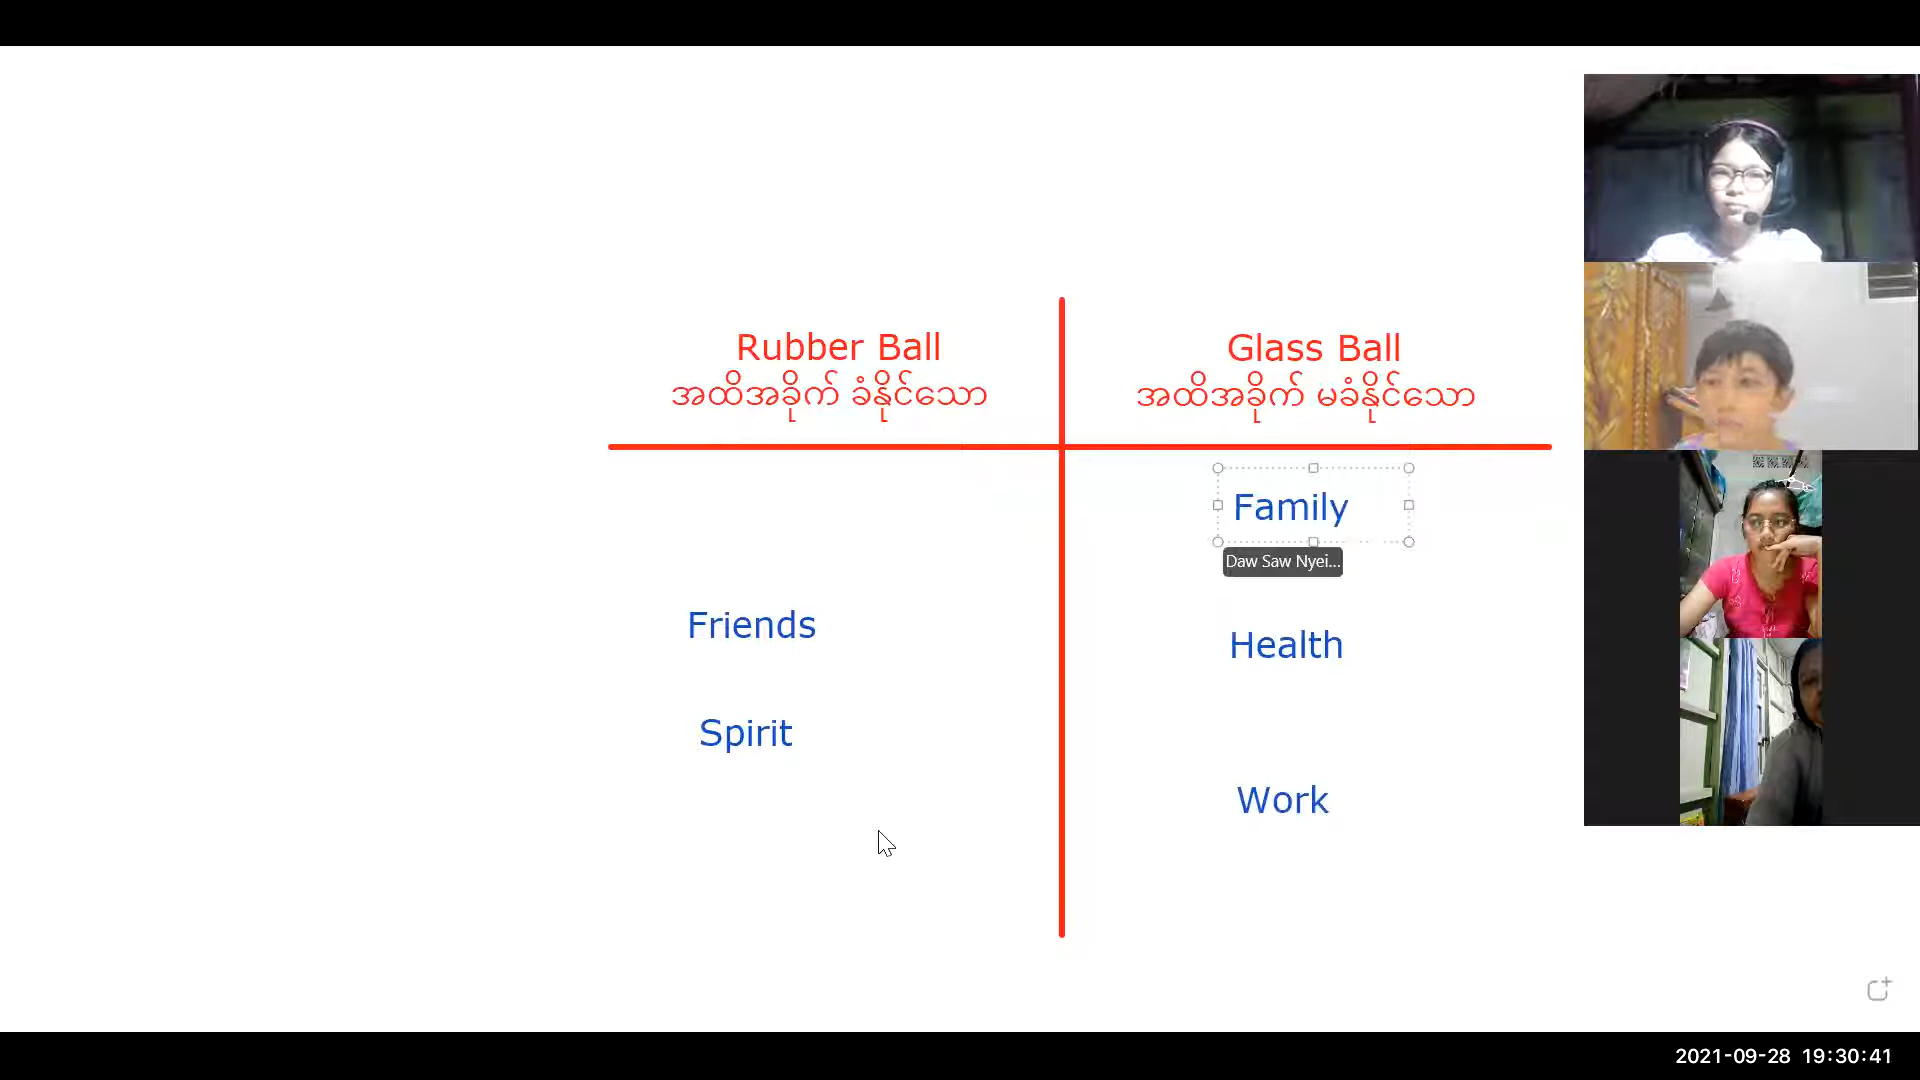 Rubber Ball
အထိအခိုက် ခံနိုင်သော
Glass Ball
အထိအခိုက် မခံနိုင်သော
Family
Daw Saw Nyei...
Friends
Health
Spirit
Work
2021-09-28 19:30:41